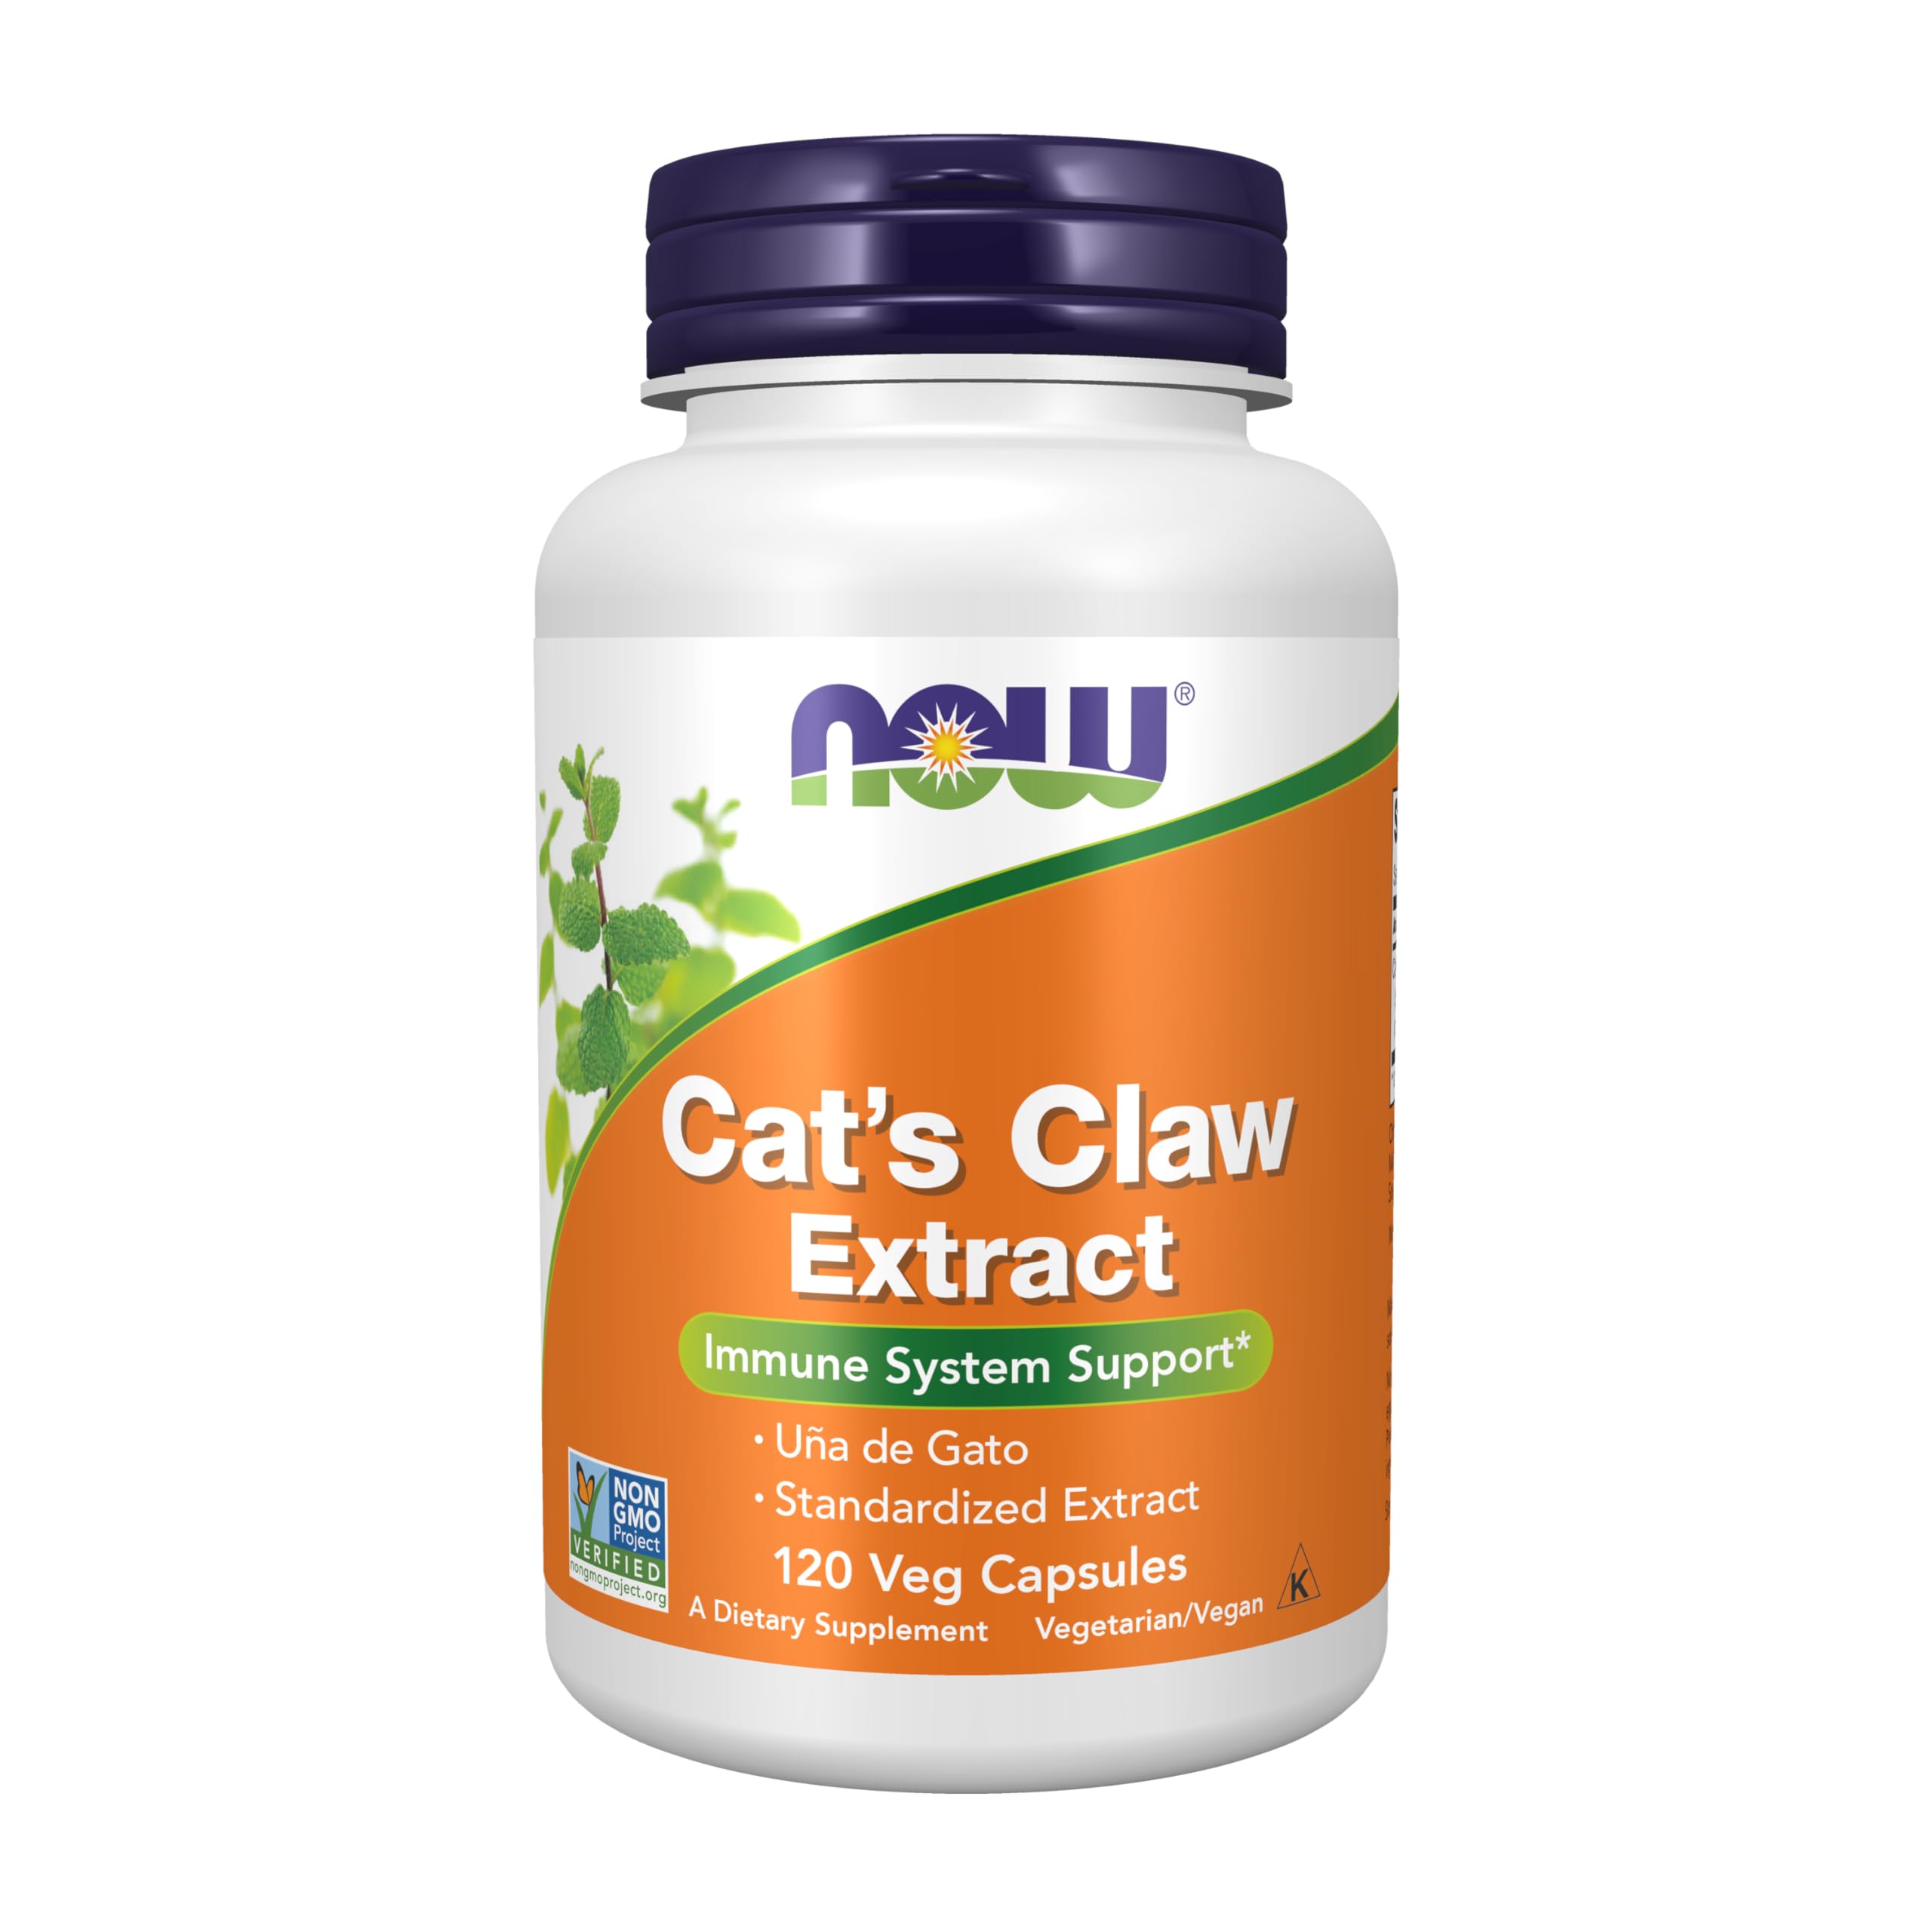 NOW®
Cat's Claw
Extract
Immune System Support*
• Uña de Gato
• Standardized Extract
120 Veg Capsules
A Dietary Supplement Vegetarian/Vegan
K
NON
GMO
Project
VERIFIED
nongmoproject.org